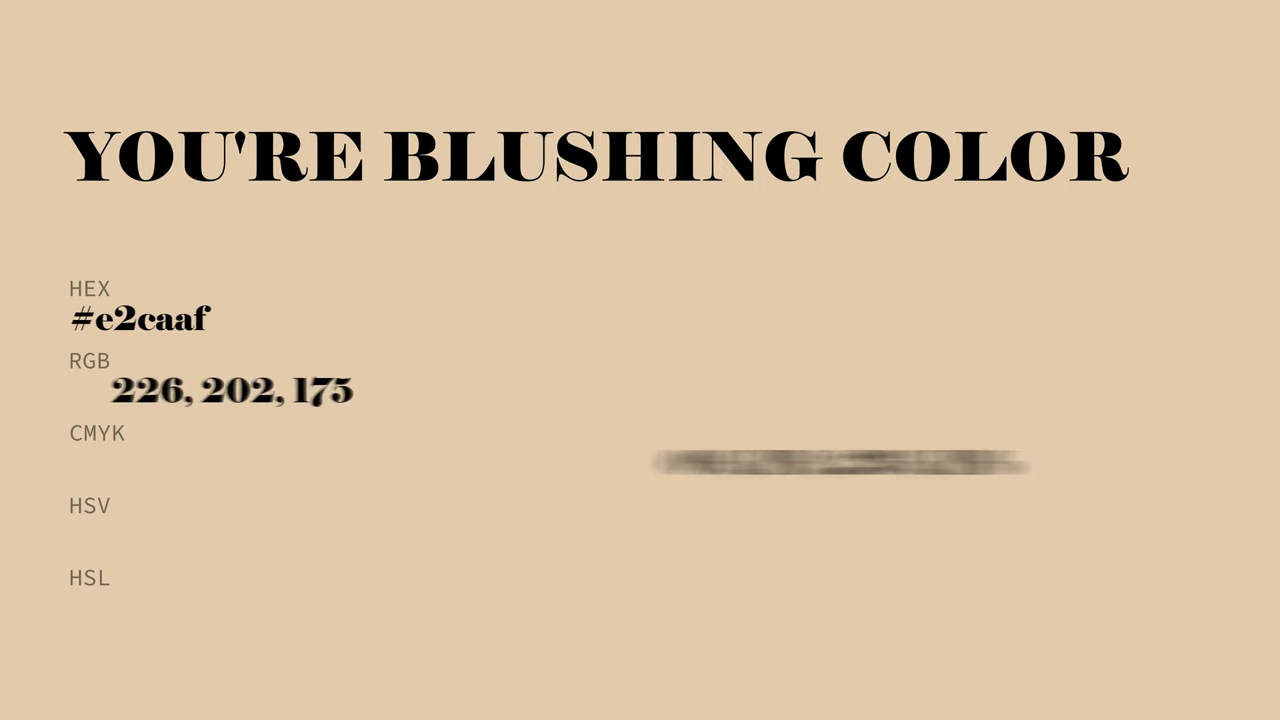 YOU'RE BLUSHING COLOR
HEX
#e2caaf
RGB
226, 202, 175
CMYK
HSV
HSL